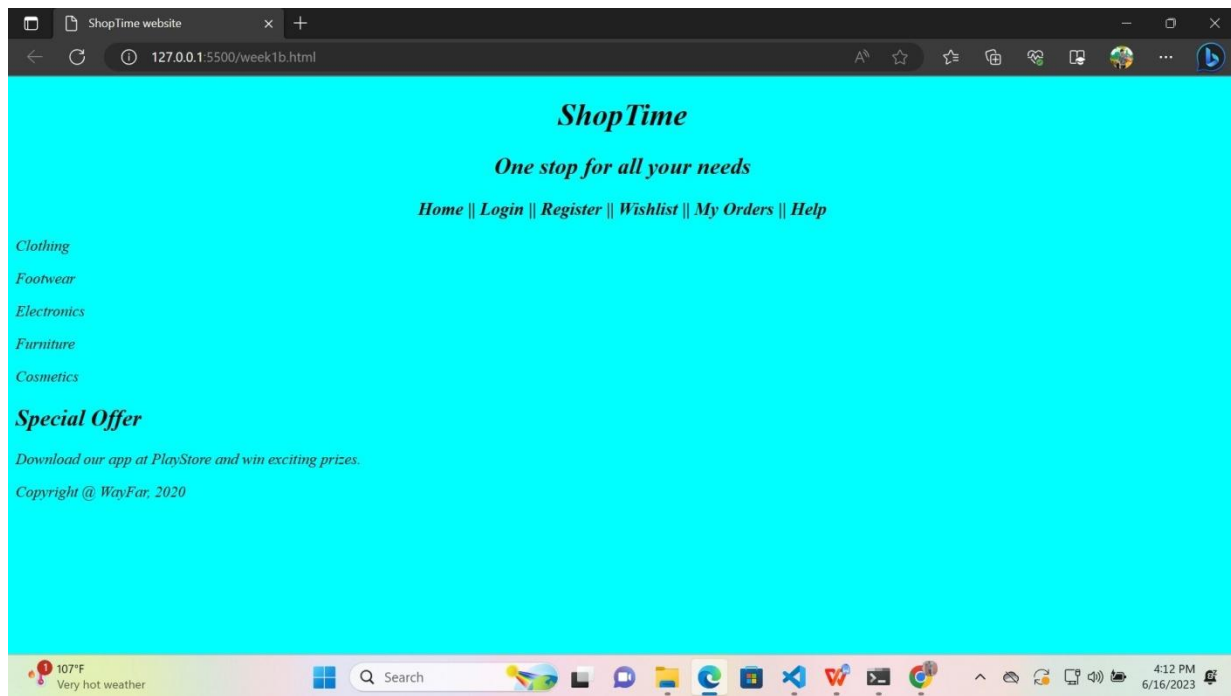 ShopTime website
127.0.0.1:5500/week1b.html
ShopTime
One stop for all your needs
Home || Login || Register || Wishlist || My Orders || Help
Clothing
Footwear
Electronics
Furniture
Cosmetics
Special Offer
Download our app at PlayStore and win exciting prizes.
Copyright @ WayFar, 2020
1
107°F
Very hot weather
Search
4:12 PM
6/16/2023